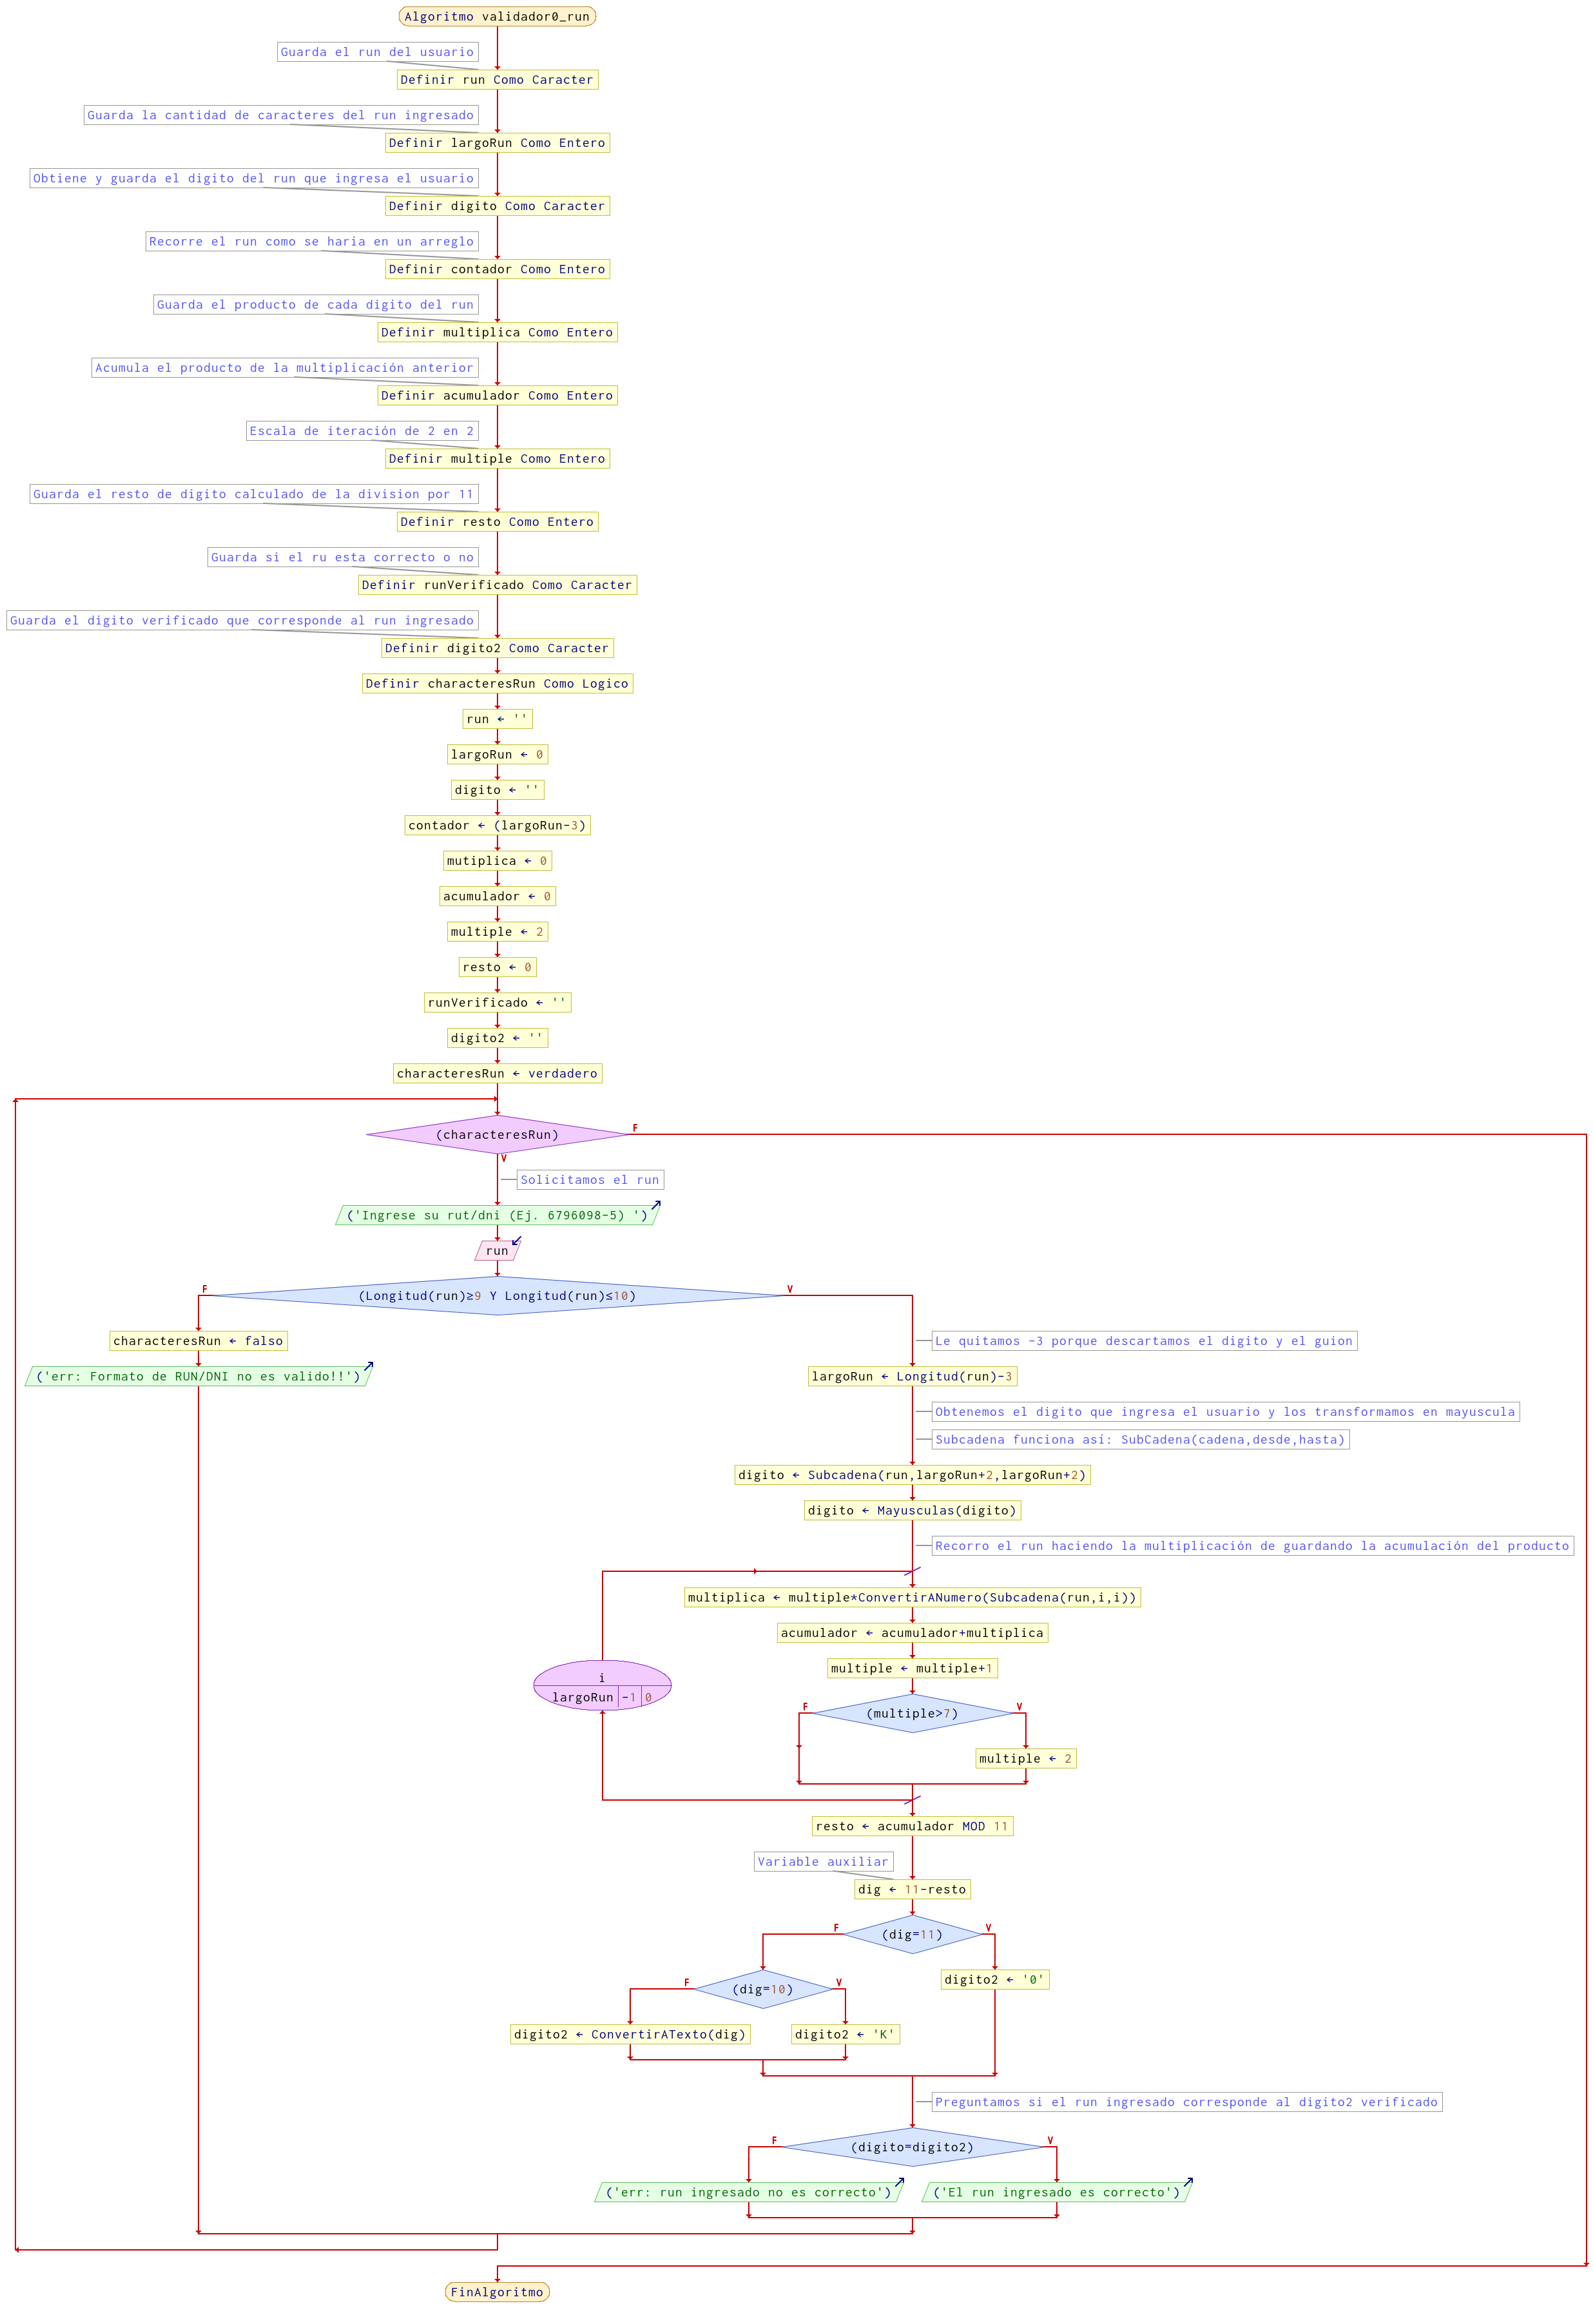 Algoritmo validador0_run
Guarda el run del usuario
Definir run Como Caracter
Guarda la cantidad de caracteres del run ingresado
Definir largoRun Como Entero
Obtiene y guarda el digito del run que ingresa el usuario
Definir digito Como Caracter
Recorre el run como se haria en un arreglo
Definir contador Como Entero
Guarda el producto de cada digito del run
Definir multiplica Como Entero
Acumula el producto de la multiplicación anterior
Definir acumulador Como Entero
Escala de iteración de 2 en 2
Definir multiple Como Entero
Guarda el resto de digito calculado de la division por 11
Definir resto Como Entero
Guarda si el ru esta correcto o no
Definir runVerificado Como Caracter
Guarda el digito verificado que corresponde al run ingresado
Definir digito2 Como Caracter
Definir characteresRun Como Logico
run ← ''
largoRun ← 0
digito ← ''
contador ← (largoRun-3)
mutiplica ← 0
acumulador ← 0
multiple ← 2
resto ← 0
runVerificado ← ''
digito2 ← ''
characteresRun ← verdadero
(characteresRun)
F
V
Solicitamos el run
('Ingrese su rut/dni (Ej. 6796098-5) ')
run
F
(Longitud(run)≥9 Y Longitud(run)≤10)
V
characteresRun ← falso
('err: Formato de RUN/DNI no es valido!!')
Le quitamos -3 porque descartamos el digito y el guion
largoRun ← Longitud(run)-3
Obtenemos el digito que ingresa el usuario y los transformamos en mayuscula
Subcadena funciona así: SubCadena(cadena,desde,hasta)
digito ← Subcadena(run,largoRun+2,largoRun+2)
digito ← Mayusculas(digito)
Recorro el run haciendo la multiplicación de guardando la acumulación del producto
multiplica ← multiple*ConvertirANumero(Subcadena(run,i,i))
acumulador ← acumulador+multiplica
multiple ← multiple+1
i
largoRun -1 0
F
(multiple>7)
V
multiple ← 2
resto ← acumulador MOD 11
Variable auxiliar
dig ← 11-resto
F
(dig=11)
V
digito2 ← '0'
F
(dig=10)
V
digito2 ← ConvertirATexto(dig)
digito2 ← 'K'
Preguntamos si el run ingresado corresponde al digito2 verificado
F
(digito=digito2)
V
('err: run ingresado no es correcto')
('El run ingresado es correcto')
FinAlgoritmo